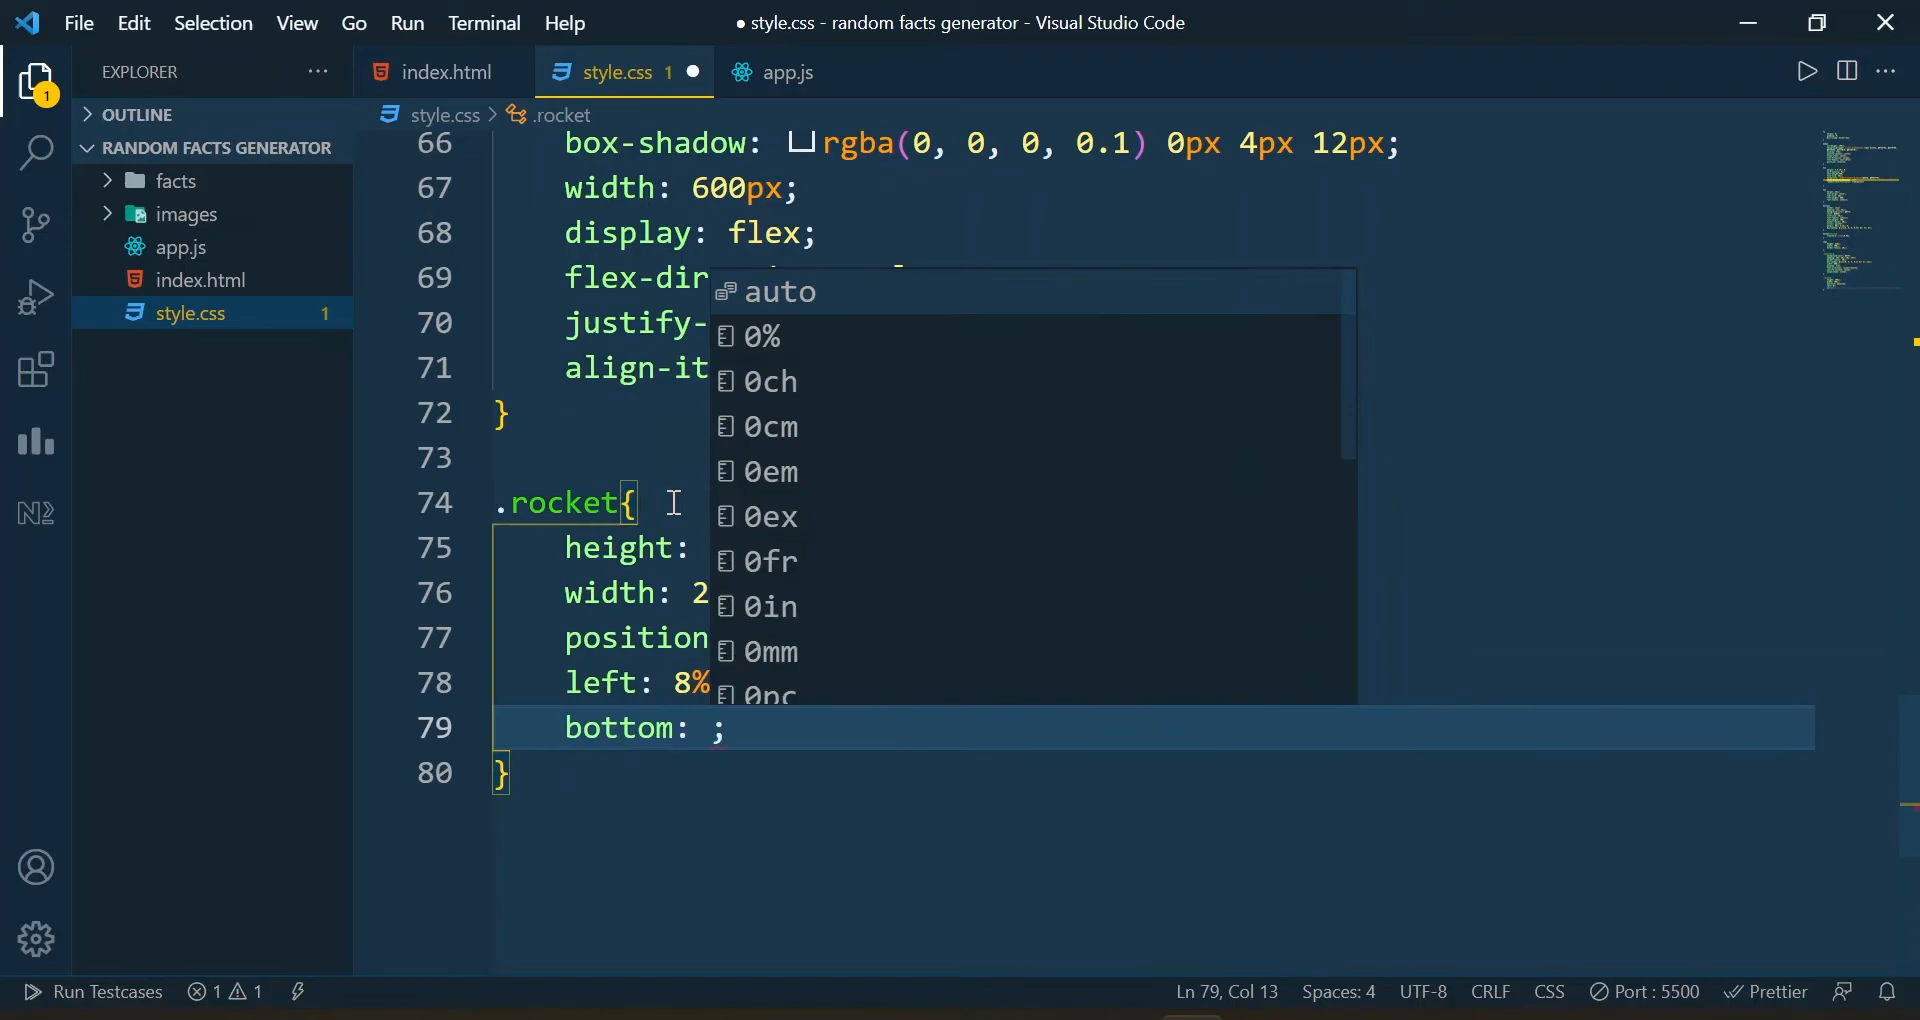 File Edit Selection View Go Run Terminal Help
● style.css - random facts generator - Visual Studio Code
EXPLORER
index.html
style.css 1
app.js
OUTLINE
style.css > .rocket
RANDOM FACTS GENERATOR
facts
images
app.js
index.html
style.css 1
1
66 box-shadow: rgba(0, 0, 0, 0.1) 0px 4px 12px;
67 width: 600px;
68 display: flex;
69 flex-dir
70 justify-
71 align-it
72 }
73
74 .rocket{
75 height:
76 width: 2
77 position
78 left: 8%
79 bottom: ;
80 }
auto
0%
0ch
0cm
0em
0ex
0fr
0in
0mm
0pc
Run Testcases 1 1
Ln 79, Col 13 Spaces: 4 UTF-8 CRLF CSS Port : 5500 Prettier